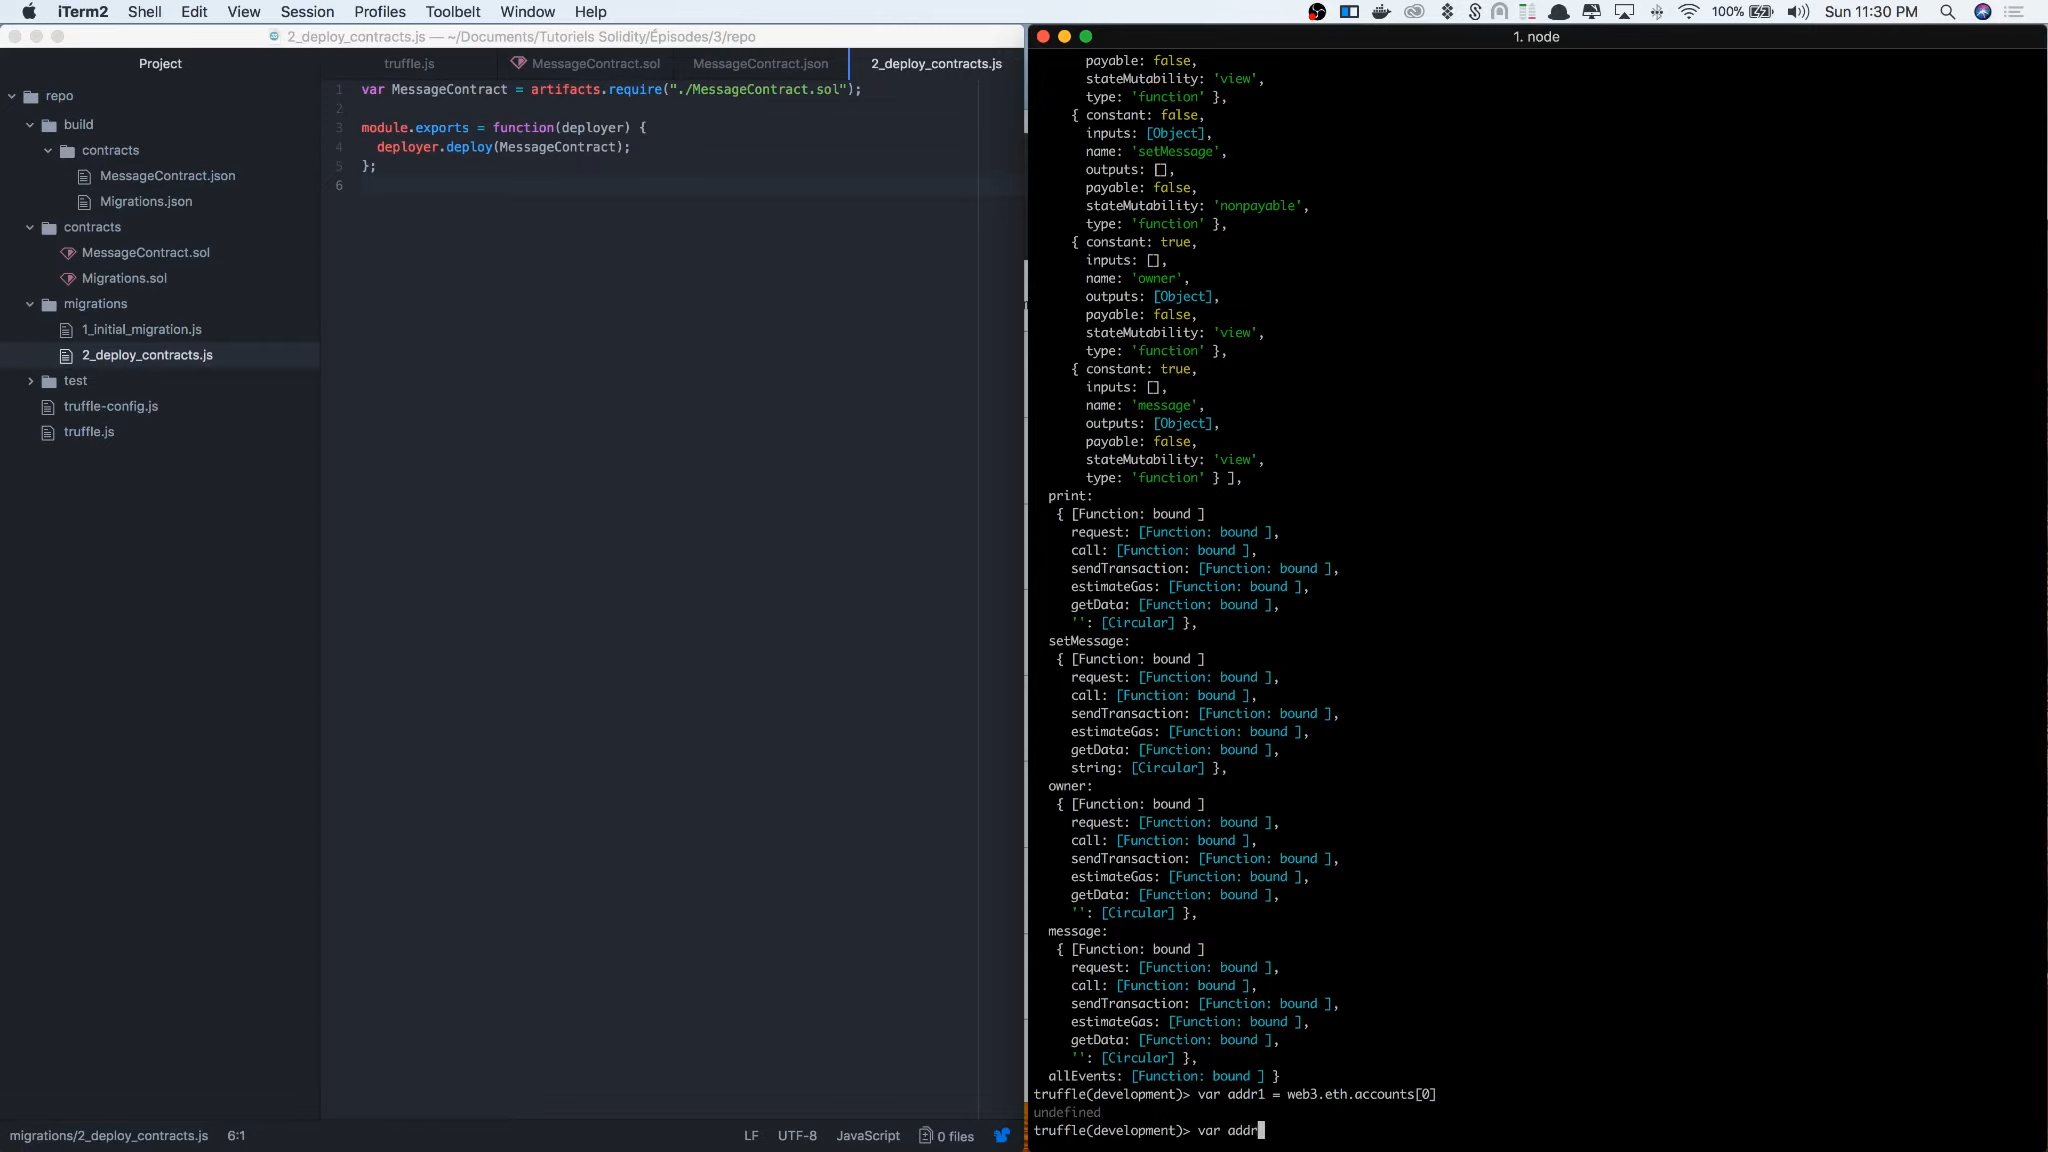 iTerm2 Shell Edit View Session Profiles Toolbelt Window Help 100% Sun 11:30 PM
2_deploy_contracts.js — ~/Documents/Tutoriels Solidity/Épisodes/3/repo
Project
repo
build
contracts
MessageContract.json
Migrations.json
contracts
MessageContract.sol
Migrations.sol
migrations
1_initial_migration.js
2_deploy_contracts.js
test
truffle-config.js
truffle.js
truffle.js MessageContract.sol MessageContract.json 2_deploy_contracts.js
1 var MessageContract = artifacts.require("./MessageContract.sol");
2
3 module.exports = function(deployer) {
4 deployer.deploy(MessageContract);
5 };
6
migrations/2_deploy_contracts.js 6:1 LF UTF-8 JavaScript 0 files
1. node
payable: false,
stateMutability: 'view',
type: 'function' },
{ constant: false,
inputs: [Object],
name: 'setMessage',
outputs: [],
payable: false,
stateMutability: 'nonpayable',
type: 'function' },
{ constant: true,
inputs: [],
name: 'owner',
outputs: [Object],
payable: false,
stateMutability: 'view',
type: 'function' },
{ constant: true,
inputs: [],
name: 'message',
outputs: [Object],
payable: false,
stateMutability: 'view',
type: 'function' } ],
print:
{ [Function: bound ]
request: [Function: bound ],
call: [Function: bound ],
sendTransaction: [Function: bound ],
estimateGas: [Function: bound ],
getData: [Function: bound ],
'': [Circular] },
setMessage:
{ [Function: bound ]
request: [Function: bound ],
call: [Function: bound ],
sendTransaction: [Function: bound ],
estimateGas: [Function: bound ],
getData: [Function: bound ],
string: [Circular] },
owner:
{ [Function: bound ]
request: [Function: bound ],
call: [Function: bound ],
sendTransaction: [Function: bound ],
estimateGas: [Function: bound ],
getData: [Function: bound ],
'': [Circular] },
message:
{ [Function: bound ]
request: [Function: bound ],
call: [Function: bound ],
sendTransaction: [Function: bound ],
estimateGas: [Function: bound ],
getData: [Function: bound ],
'': [Circular] },
allEvents: [Function: bound ] }
truffle(development)> var addr1 = web3.eth.accounts[0]
undefined
truffle(development)> var addr